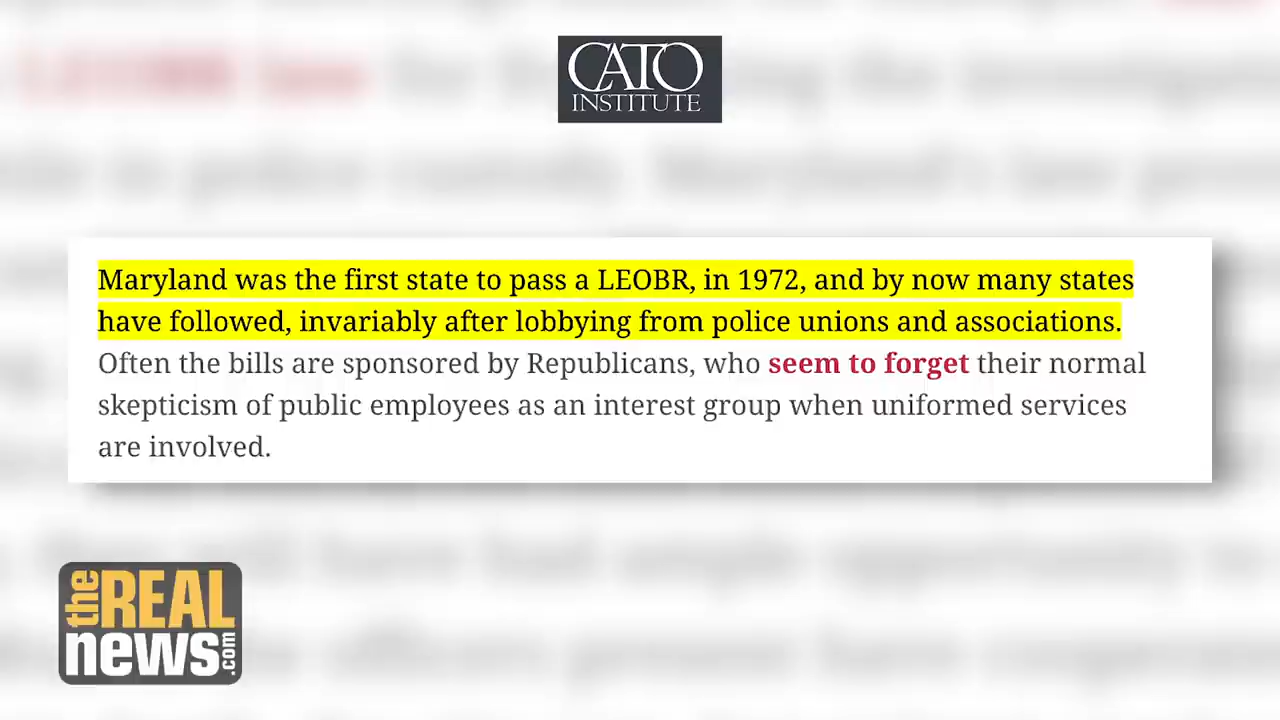 CATO
INSTITUTE
Maryland was the first state to pass a LEOBR, in 1972, and by now many states
have followed, invariably after lobbying from police unions and associations.
Often the bills are sponsored by Republicans, who seem to forget their normal
skepticism of public employees as an interest group when uniformed services
are involved.
the REAL
news.com